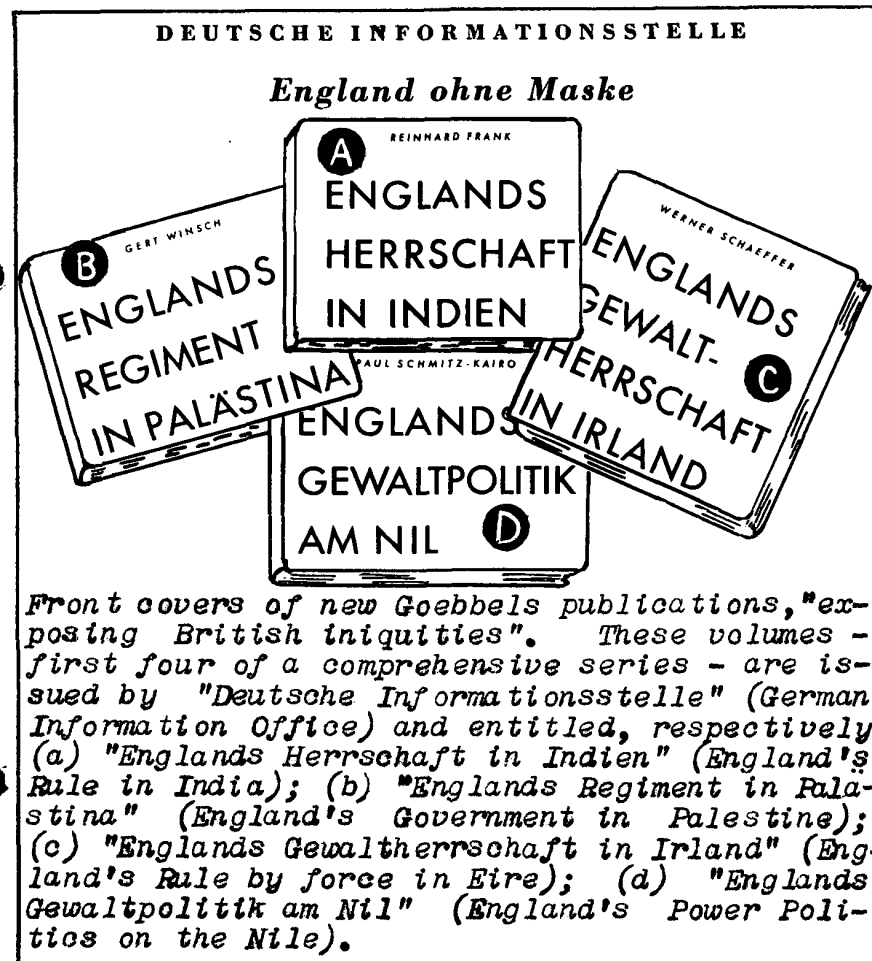 DEUTSCHE INFORMATIONSSTELLE
England ohne Maske
A
REINHARD FRANK
ENGLANDS
HERRSCHAFT
IN INDIEN
B
GERT WINSCH
ENGLANDS
REGIMENT
IN PALÄSTINA
WERNER SCHAEFFER
ENGLANDS
GEWALT-
HERRSCHAFT
IN IRLAND
C
PAUL SCHMITZ-KAIRO
ENGLANDS
GEWALTPOLITIK
AM NIL
D
Front covers of new Goebbels publications,"ex-
posing British iniquities". These volumes -
first four of a comprehensive series - are is-
sued by "Deutsche Informationsstelle" (German
Information Office) and entitled, respectively
(a) "Englands Herrschaft in Indien" (England's
Rule in India); (b) "Englands Regiment in Palä-
stina" (England's Government in Palestine);
(c) "Englands Gewaltherrschaft in Irland" (Eng-
land's Rule by force in Eire); (d) "Englands
Gewaltpolitik am Nil" (England's Power Poli-
tics on the Nile).